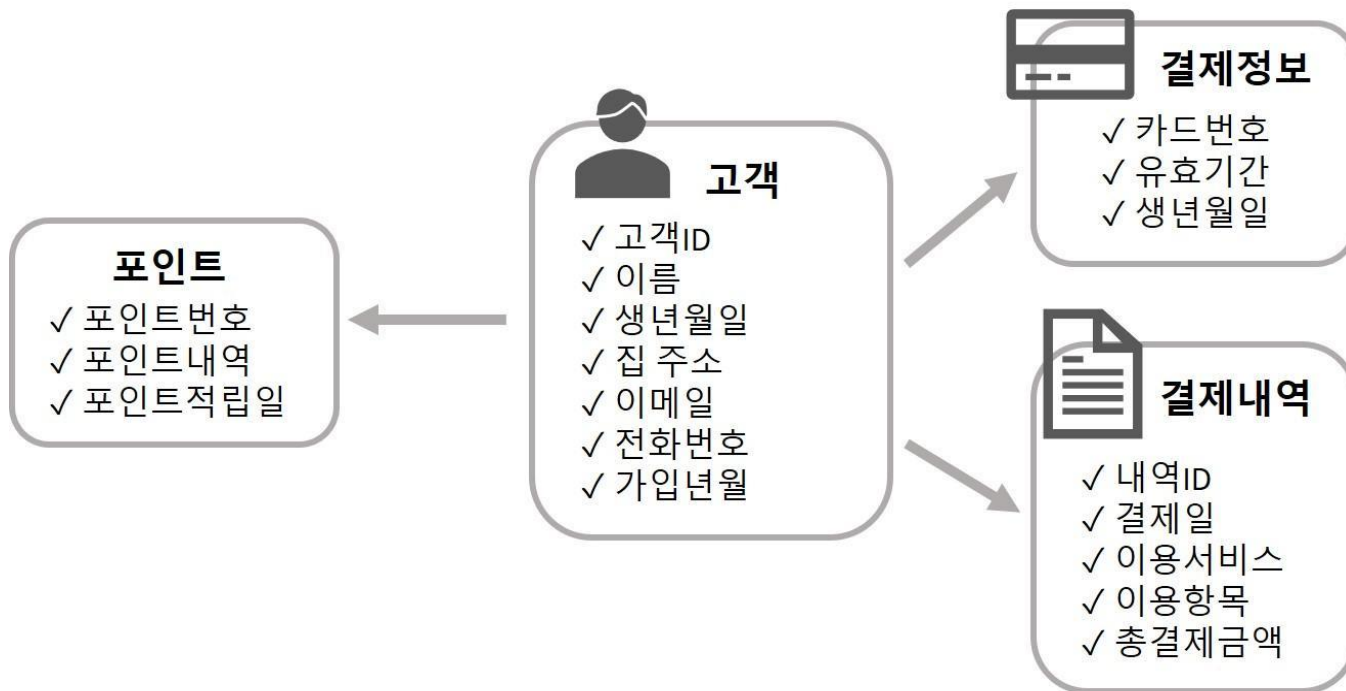 포인트
✓ 포인트번호
✓ 포인트내역
✓ 포인트적립일
고객
✓ 고객ID
✓ 이름
✓ 생년월일
✓ 집 주소
✓ 이메일
✓ 전화번호
✓ 가입년월
결제정보
✓ 카드번호
✓ 유효기간
✓ 생년월일
결제내역
✓ 내역ID
✓ 결제일
✓ 이용서비스
✓ 이용항목
✓ 총결제금액